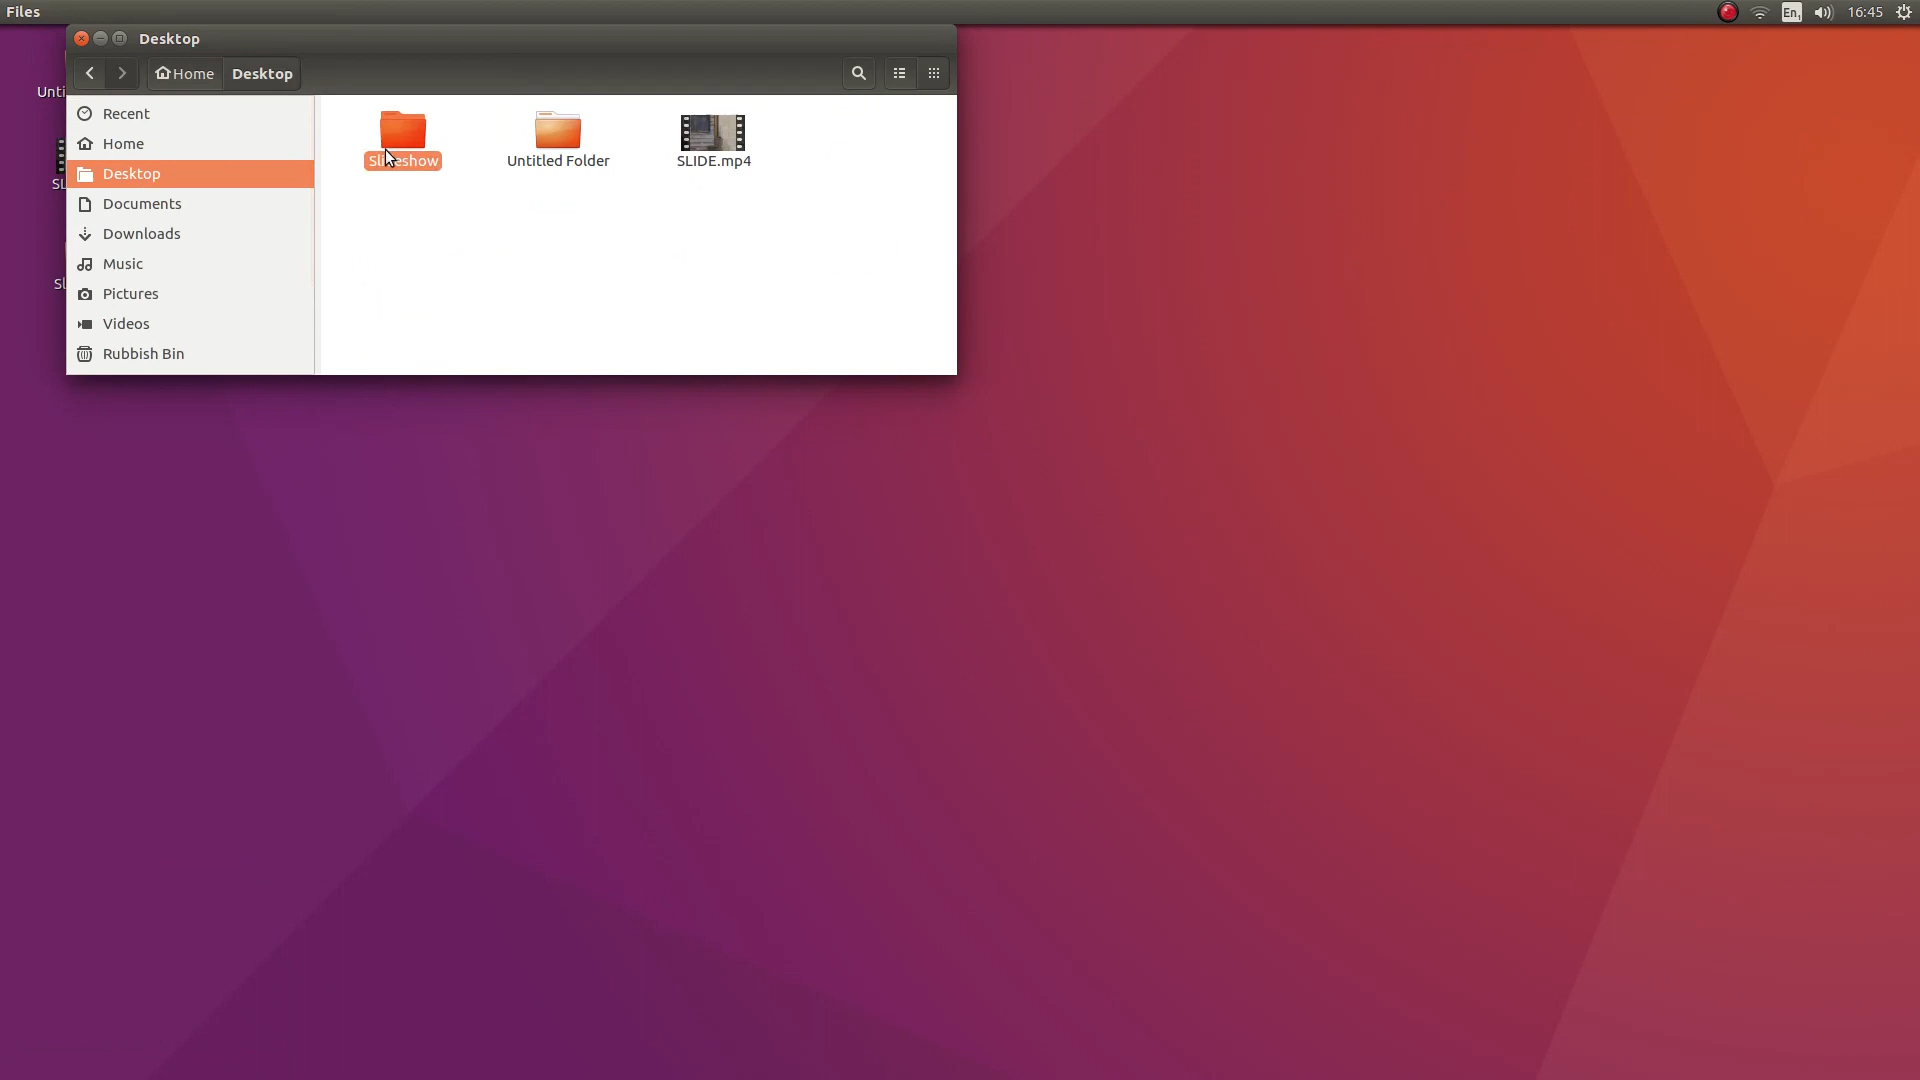 Files
En₁
16:45
Desktop
Home
Desktop
Recent
Home
Desktop
Documents
Downloads
Music
Pictures
Videos
Rubbish Bin
Slideshow
Untitled Folder
SLIDE.mp4
Unti
SL
Sl